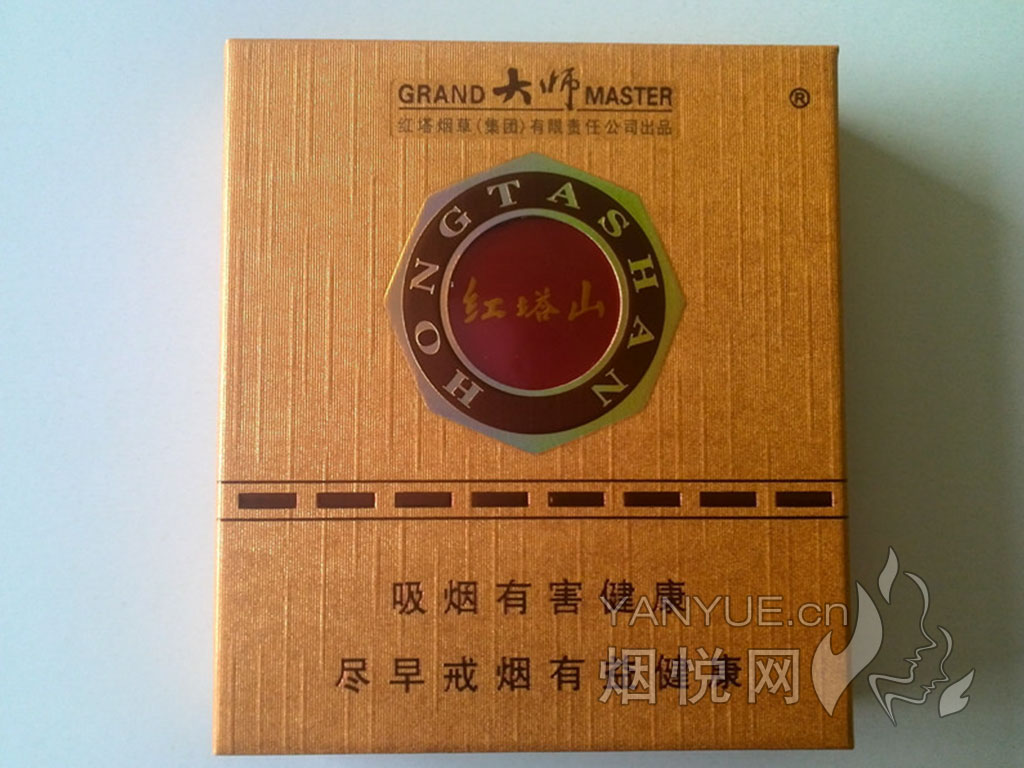 GRAND 大师 MASTER
®
红塔烟草(集团)有限责任公司出品
HONGTASHAN
红塔山
吸烟有害健康
尽早戒烟有益健康
YANYUE.cn
烟悦网